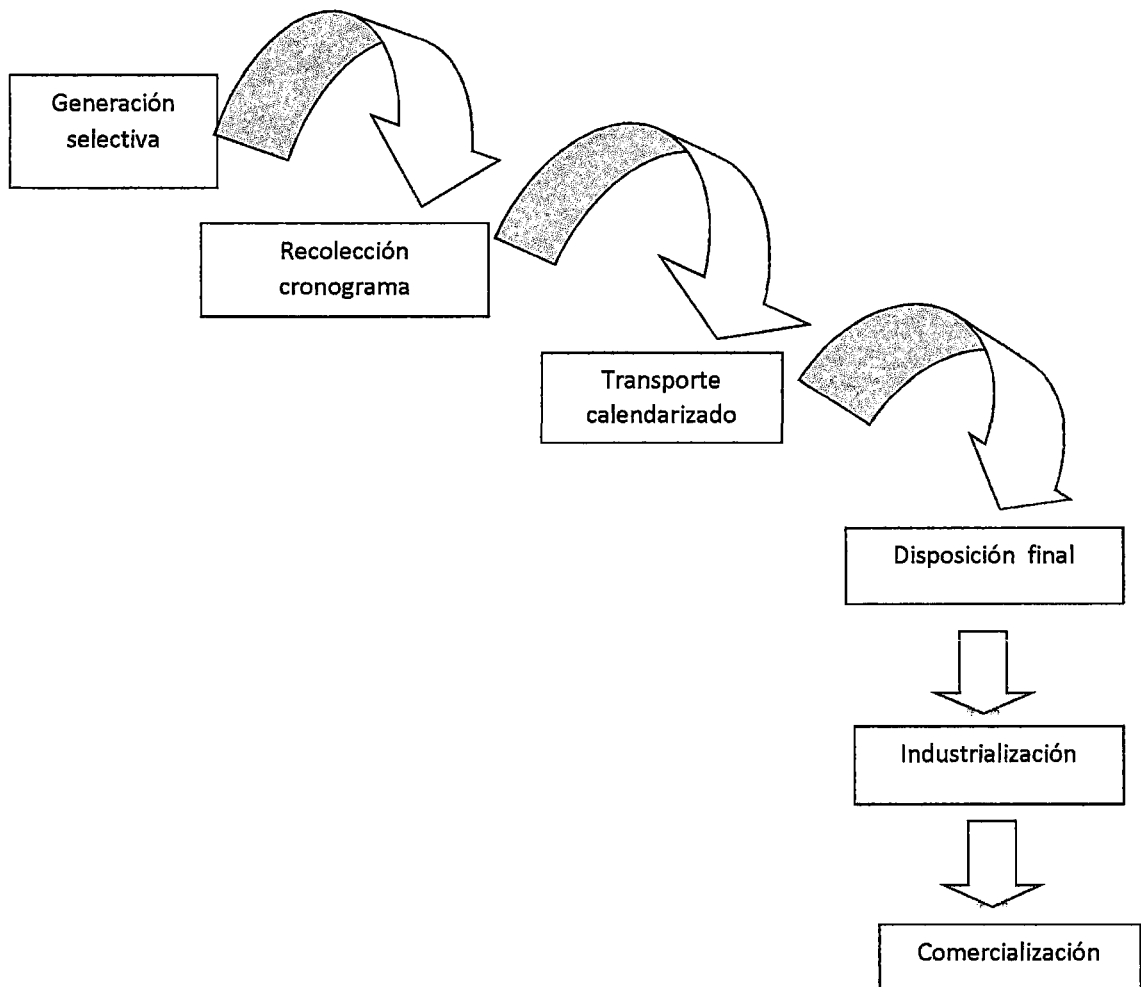 Generación
selectiva
Recolección
cronograma
Transporte
calendarizado
Disposición final
Industrialización
Comercialización